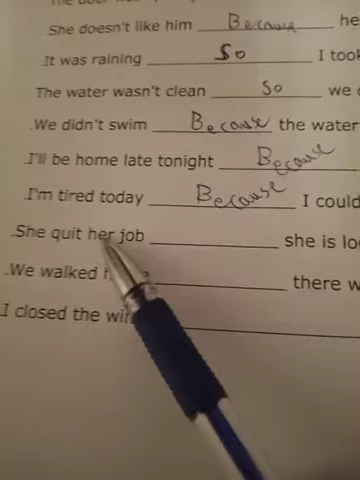 She doesn't like him Because he
.It was raining So I took
The water wasn't clean So we
.We didn't swim Because the water
.I'll be home late tonight Because
.I'm tired today Because I could
.She quit her job she is lo
.We walked there w
.I closed the wi